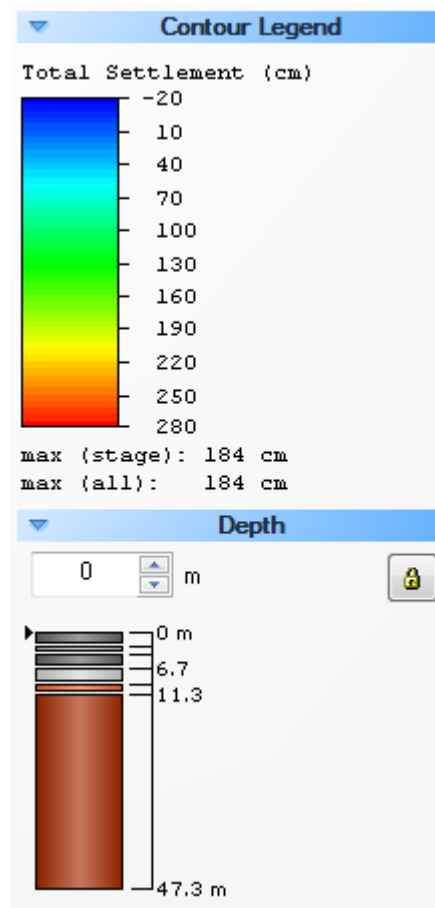 Contour Legend
Total Settlement (cm)
-20
10
40
70
100
130
160
190
220
250
280
max (stage): 184 cm
max (all): 184 cm
Depth
0 m
0 m
6.7
11.3
47.3 m